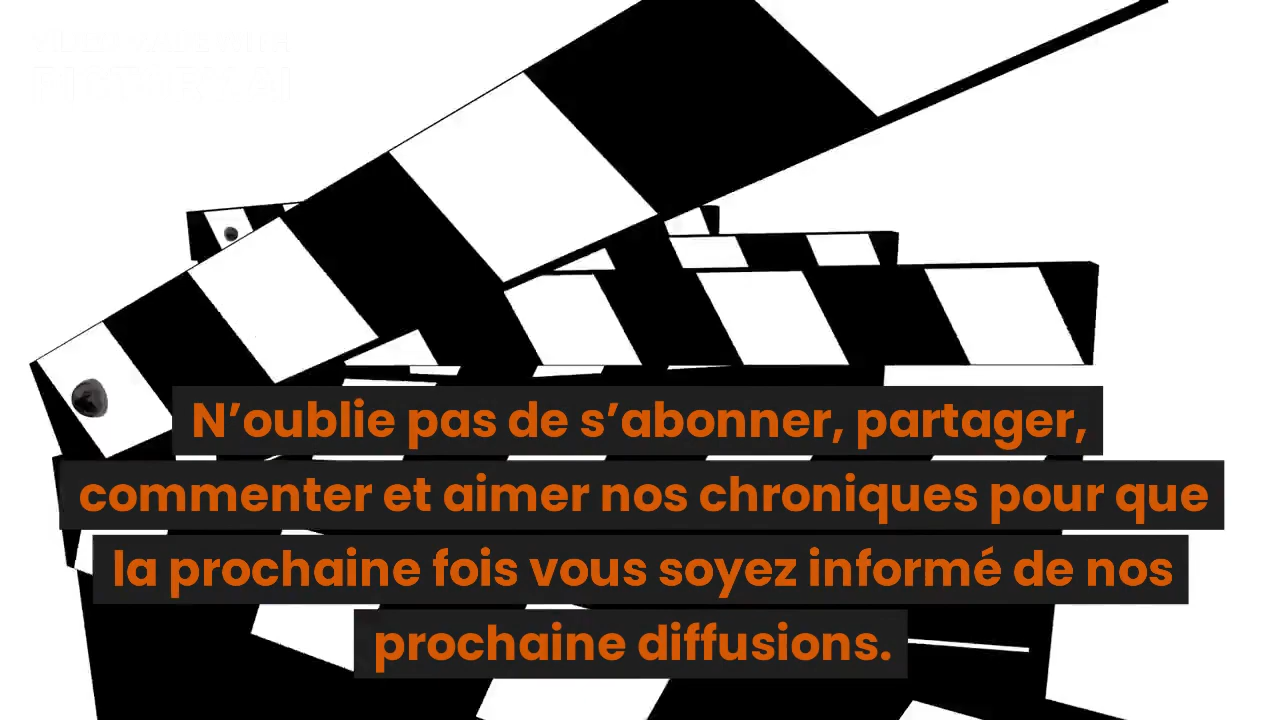 N’oublie pas de s’abonner, partager,
commenter et aimer nos chroniques pour que
la prochaine fois vous soyez informé de nos
prochaine diffusions.